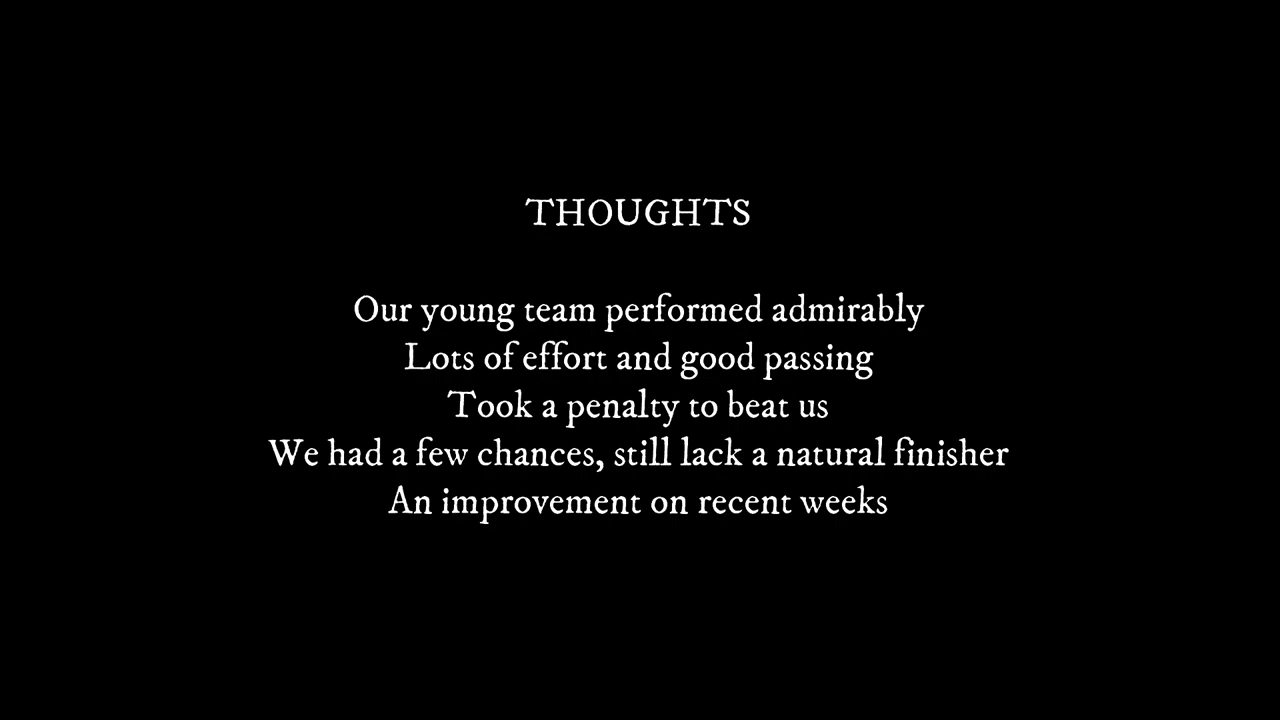 THOUGHTS
Our young team performed admirably
Lots of effort and good passing
Took a penalty to beat us
We had a few chances, still lack a natural finisher
An improvement on recent weeks